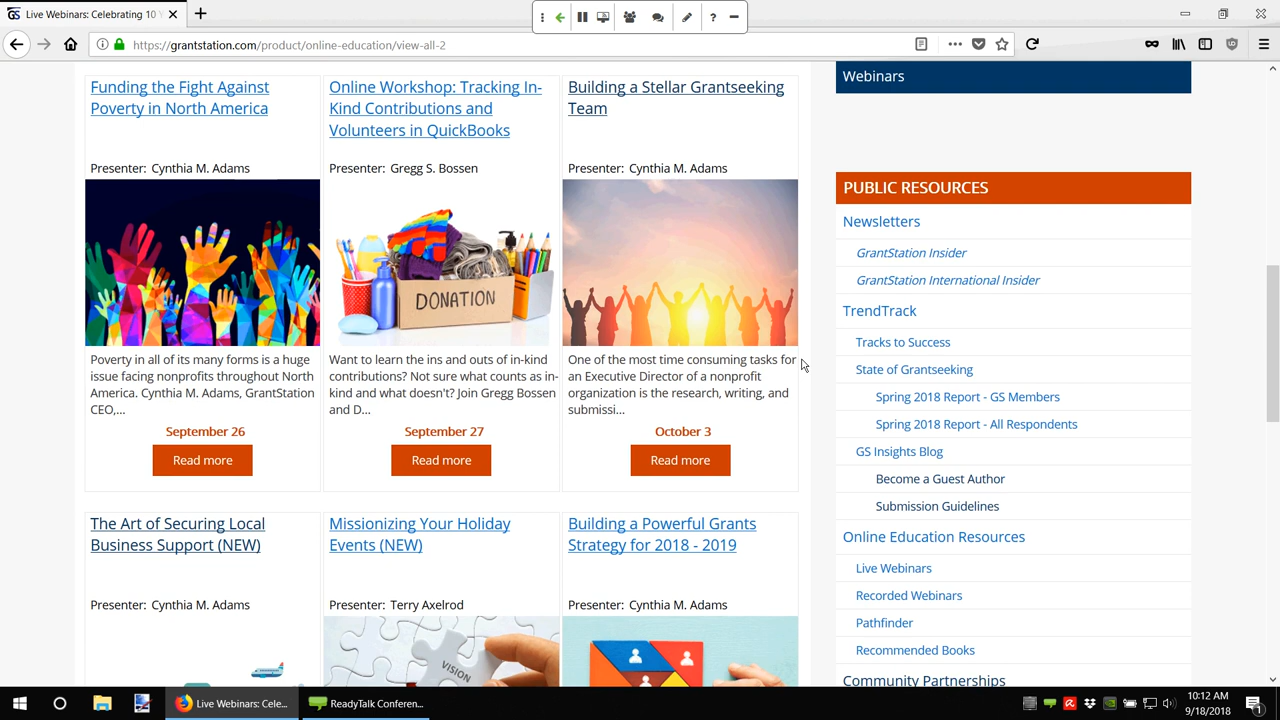 Live Webinars: Celebrating 10 Y
https://grantstation.com/product/online-education/view-all-2
Funding the Fight Against
Poverty in North America
Presenter: Cynthia M. Adams
Poverty in all of its many forms is a huge
issue facing nonprofits throughout North
America. Cynthia M. Adams, GrantStation
CEO,...
September 26
Read more
Online Workshop: Tracking In-
Kind Contributions and
Volunteers in QuickBooks
Presenter: Gregg S. Bossen
DONATION
Want to learn the ins and outs of in-kind
contributions? Not sure what counts as in-
kind and what doesn't? Join Gregg Bossen
and D...
September 27
Read more
Building a Stellar Grantseeking
Team
Presenter: Cynthia M. Adams
One of the most time consuming tasks for
an Executive Director of a nonprofit
organization is the research, writing, and
submissi...
October 3
Read more
The Art of Securing Local
Business Support (NEW)
Presenter: Cynthia M. Adams
Missionizing Your Holiday
Events (NEW)
Presenter: Terry Axelrod
VISION
Building a Powerful Grants
Strategy for 2018 - 2019
Presenter: Cynthia M. Adams
Webinars
PUBLIC RESOURCES
Newsletters
GrantStation Insider
GrantStation International Insider
TrendTrack
Tracks to Success
State of Grantseeking
Spring 2018 Report - GS Members
Spring 2018 Report - All Respondents
GS Insights Blog
Become a Guest Author
Submission Guidelines
Online Education Resources
Live Webinars
Recorded Webinars
Pathfinder
Recommended Books
Community Partnerships
Live Webinars: Cele...
ReadyTalk Conferen...
10:12 AM
9/18/2018